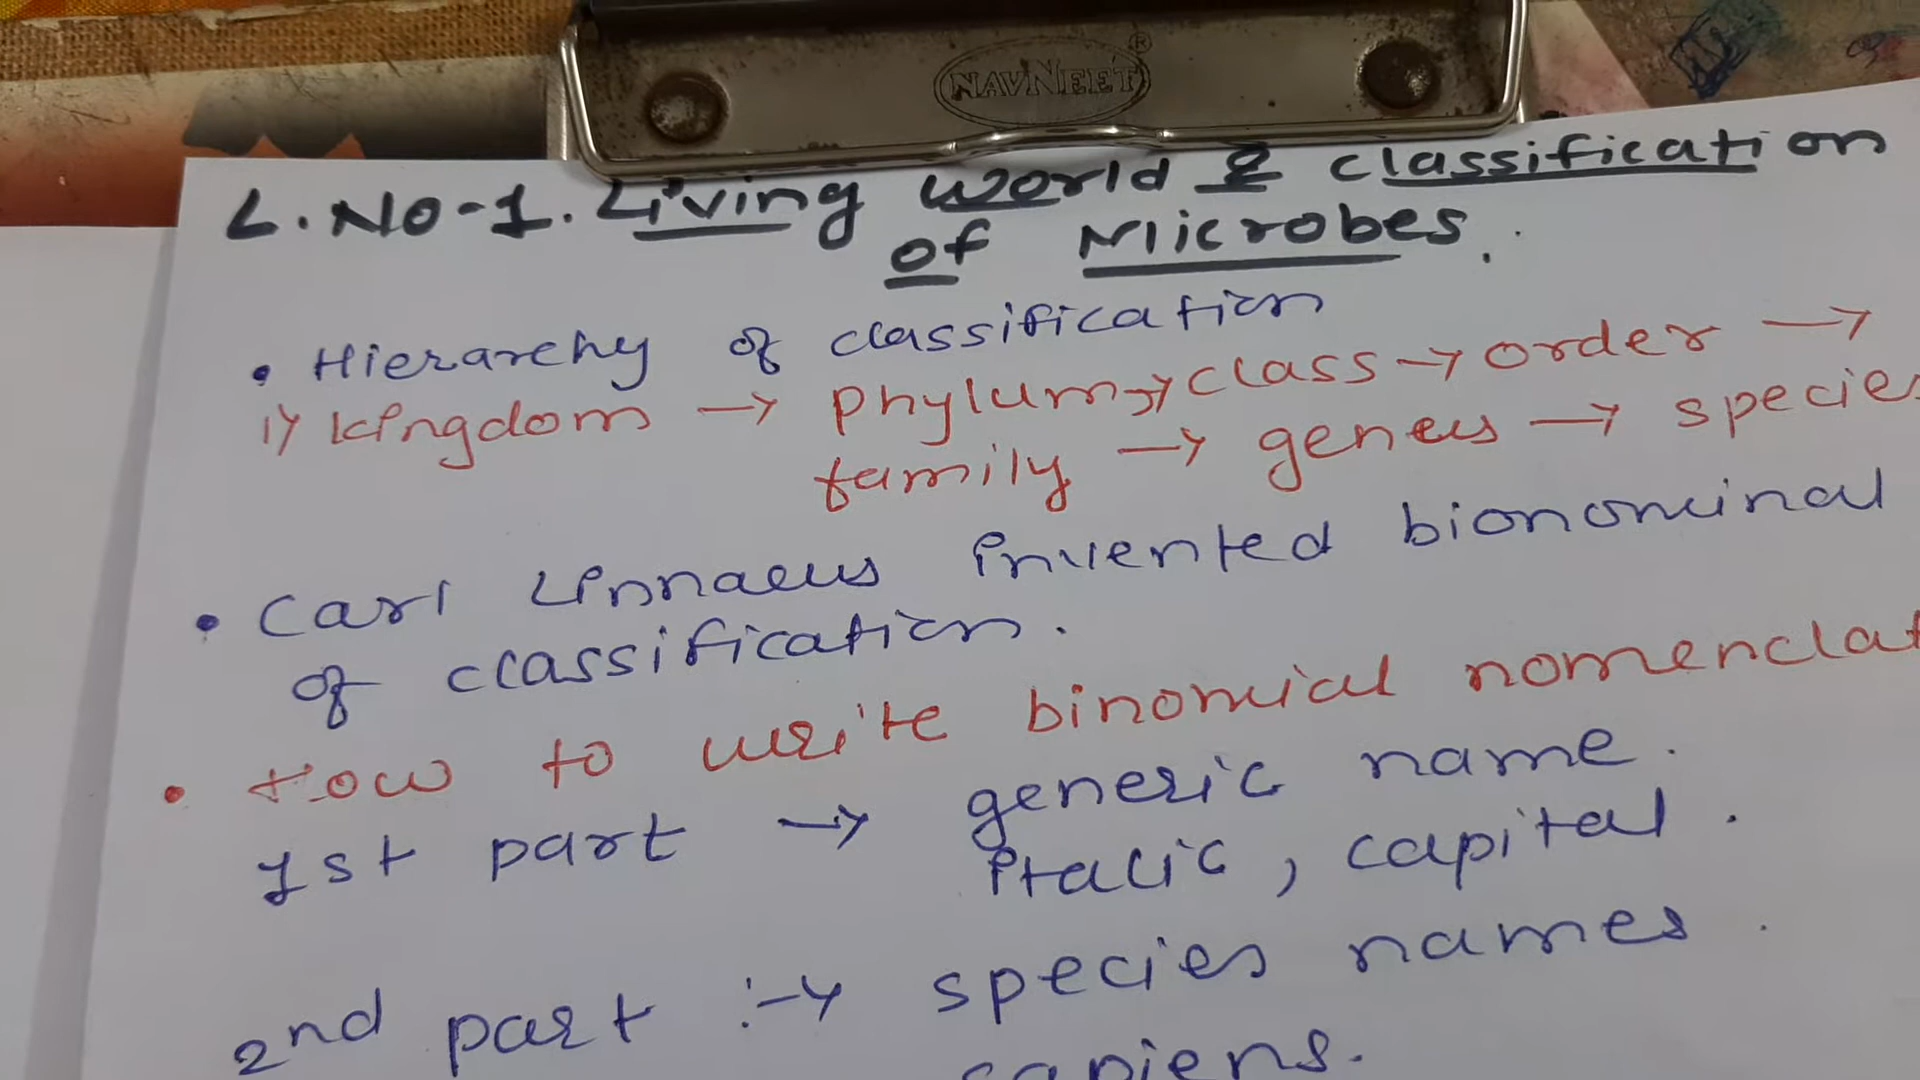 NAVNEET ®
L. No-1. Living world & classification
of Microbes.
• Hierarchy of classification
1) kingdom → phylum → class → order →
family → genus → species
• Carl Linnaeus invented bionominal
of classification.
• How to write binomial nomenclat
1st part → generic name.
italic, capital.
2nd part :→ species names.
sapiens.